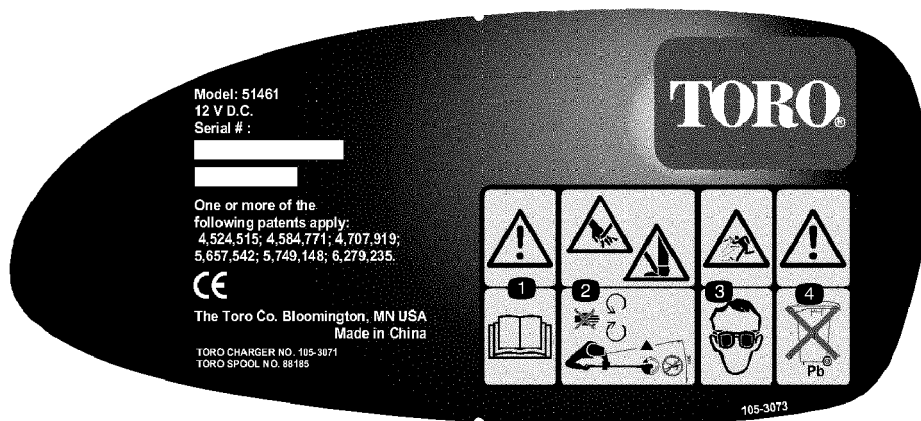 Model: 51461
12 V D.C.
Serial # :
One or more of the
following patents apply:
4,524,515; 4,584,771; 4,707,919;
5,657,542; 5,749,148; 6,279,235.
CE
The Toro Co. Bloomington, MN USA
Made in China
TORO CHARGER NO. 105-3071
TORO SPOOL NO. 88185
TORO®
1
2
3
4
Pb
105-3073